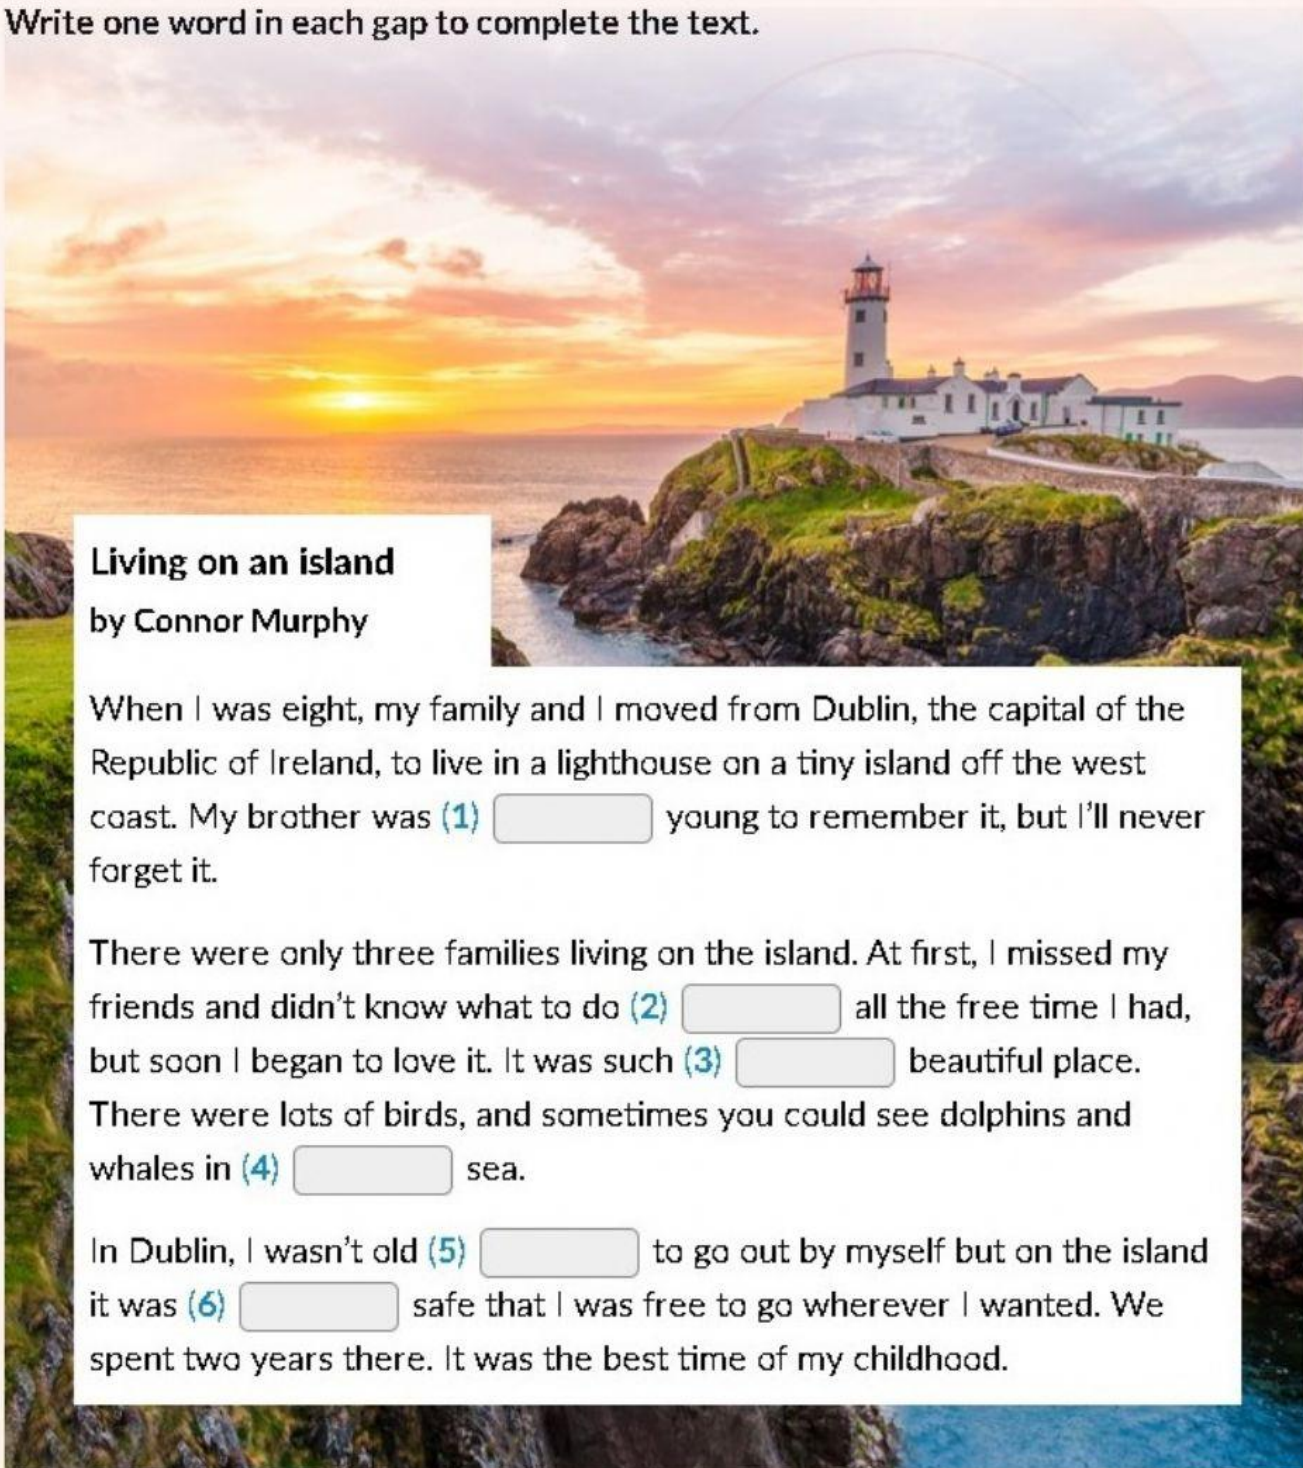 Write one word in each gap to complete the text.
Living on an island
by Connor Murphy
When I was eight, my family and I moved from Dublin, the capital of the
Republic of Ireland, to live in a lighthouse on a tiny island off the west
coast. My brother was (1) young to remember it, but I'll never
forget it.
There were only three families living on the island. At first, I missed my
friends and didn't know what to do (2) all the free time I had,
but soon I began to love it. It was such (3) beautiful place.
There were lots of birds, and sometimes you could see dolphins and
whales in (4) sea.
In Dublin, I wasn't old (5) to go out by myself but on the island
it was (6) safe that I was free to go wherever I wanted. We
spent two years there. It was the best time of my childhood.